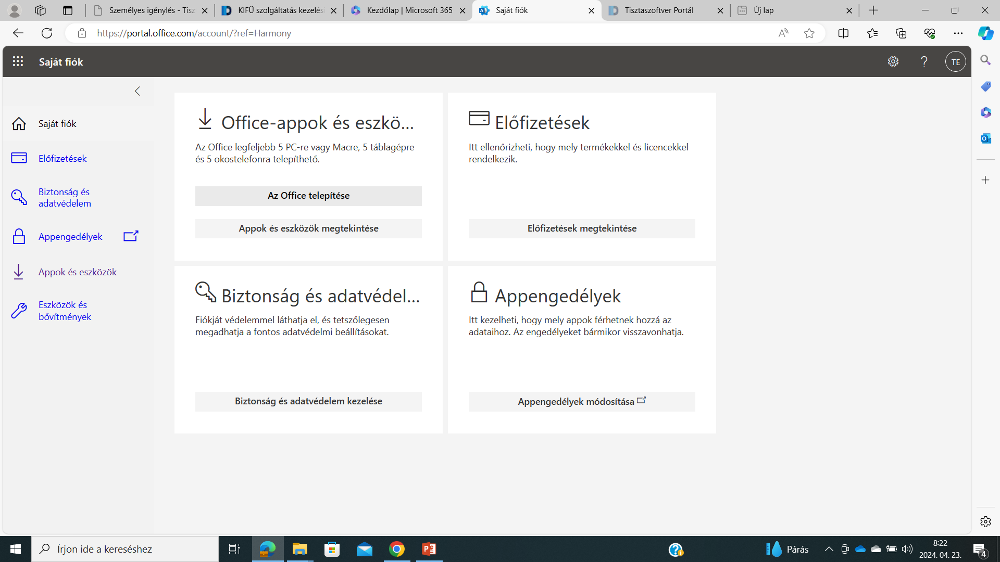 Személyes igénylés - Tisz
KIFÜ szolgáltatás kezelés
Kezdőlap | Microsoft 365
Saját fiók
Tisztaszoftver Portál
Új lap
https://portal.office.com/account/?ref=Harmony
Saját fiók
TE
Saját fiók
Előfizetések
Biztonság és
adatvédelem
Appengedélyek
Appok és eszközök
Eszközök és
bővítmények
Office-appok és eszkö...
Az Office legfeljebb 5 PC-re vagy Macre, 5 táblagépre
és 5 okostelefonra telepíthető.
Az Office telepítése
Appok és eszközök megtekintése
Előfizetések
Itt ellenőrizheti, hogy mely termékekkel és licencekkel
rendelkezik.
Előfizetések megtekintése
Biztonság és adatvédel...
Fiókját védelemmel láthatja el, és tetszőlegesen
megadhatja a fontos adatvédelmi beállításokat.
Biztonság és adatvédelem kezelése
Appengedélyek
Itt kezelheti, hogy mely appok férhetnek hozzá az
adataihoz. Az engedélyeket bármikor visszavonhatja.
Appengedélyek módosítása
Írjon ide a kereséshez
Párás
8:22
2024. 04. 23.
4